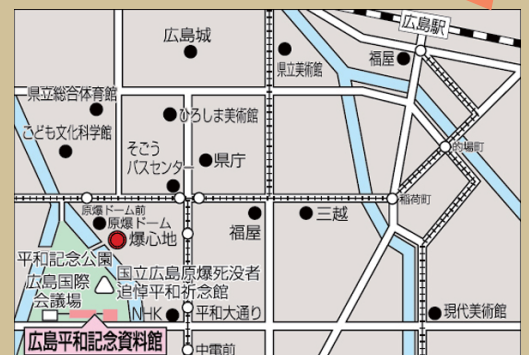 広島駅
広島城
県立美術館
福屋
県立総合体育館
ひろしま美術館
こども文化科学館
そごう
バスセンター
県庁
的場町
稲荷町
原爆ドーム前
原爆ドーム
爆心地
福屋
三越
平和記念公園
広島国際
会議場
国立広島原爆死没者
追悼平和祈念館
NHK
平和大通り
現代美術館
広島平和記念資料館
中電前